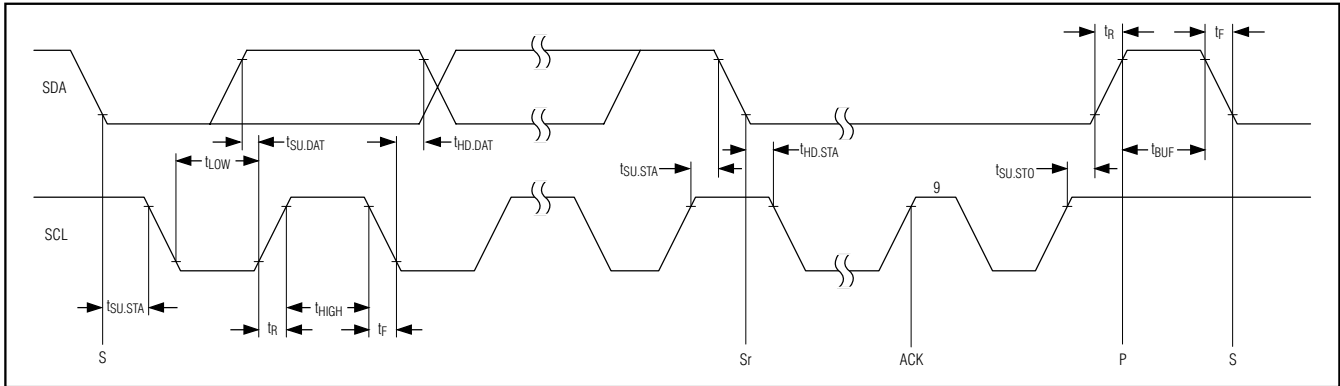 tR
tF
SDA
tSU.DAT
tHD.DAT
tLOW
tSU.STA
tHD.STA
tSU.STO
tBUF
9
SCL
tSU.STA
tHIGH
tR
tF
S
Sr
ACK
P
S